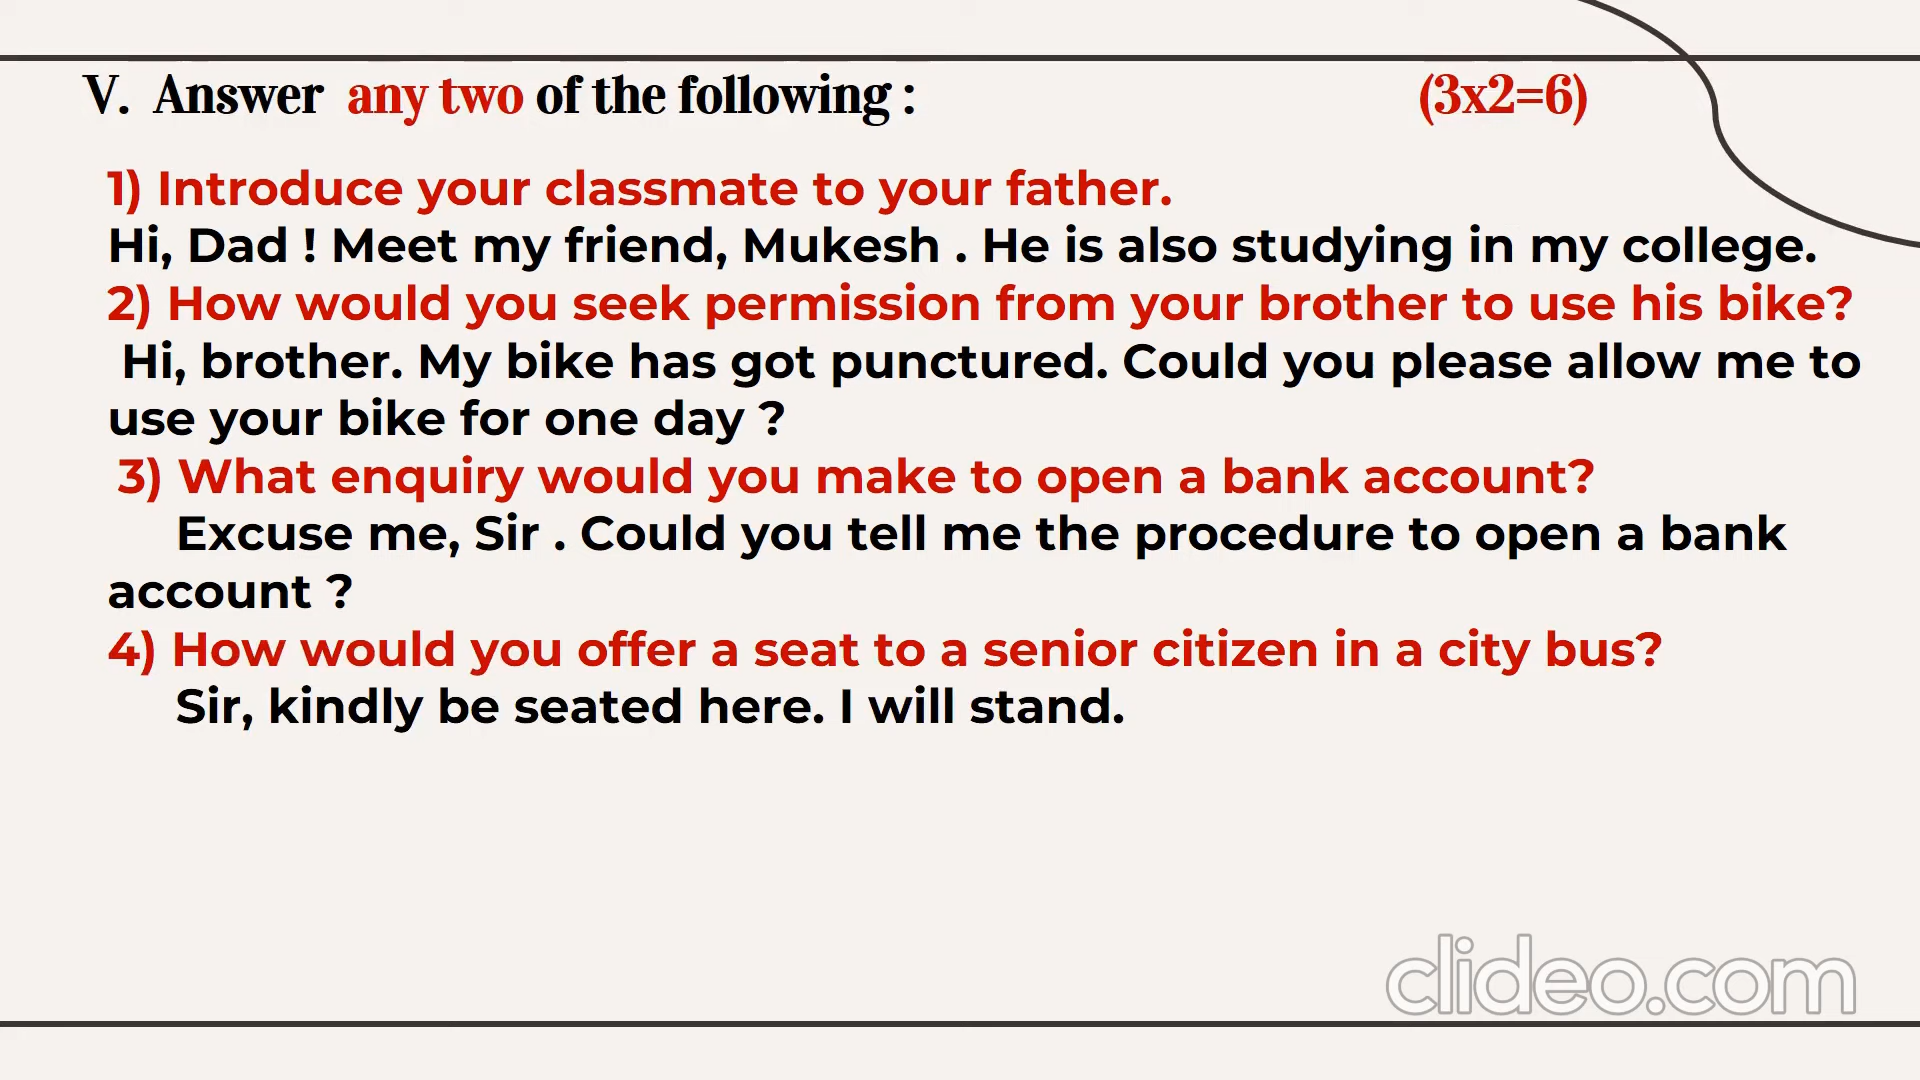 V. Answer any two of the following : (3x2=6)
1) Introduce your classmate to your father.
Hi, Dad ! Meet my friend, Mukesh . He is also studying in my college.
2) How would you seek permission from your brother to use his bike?
Hi, brother. My bike has got punctured. Could you please allow me to
use your bike for one day ?
3) What enquiry would you make to open a bank account?
Excuse me, Sir . Could you tell me the procedure to open a bank
account ?
4) How would you offer a seat to a senior citizen in a city bus?
Sir, kindly be seated here. I will stand.
clideo.com